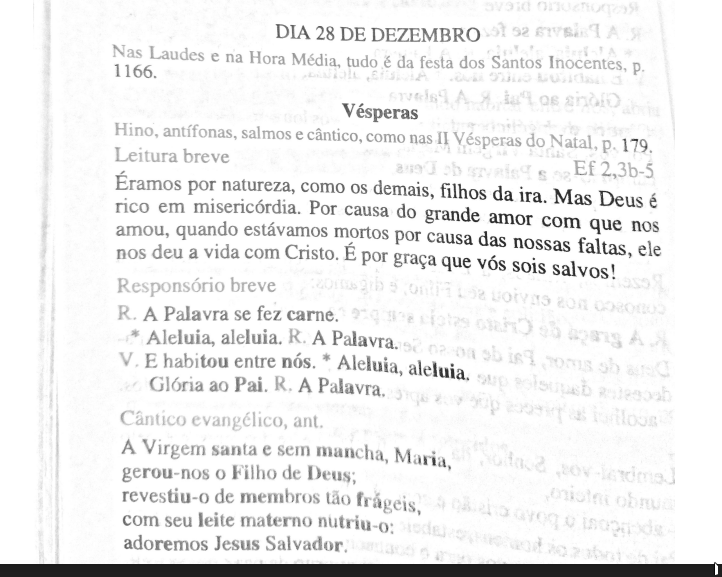 DIA 28 DE DEZEMBRO
Nas Laudes e na Hora Média, tudo é da festa dos Santos Inocentes, p.
1166.
Vésperas
Hino, antífonas, salmos e cântico, como nas II Vésperas do Natal, p. 179.
Leitura breve Ef 2,3b-5
Éramos por natureza, como os demais, filhos da ira. Mas Deus é
rico em misericórdia. Por causa do grande amor com que nos
amou, quando estávamos mortos por causa das nossas faltas, ele
nos deu a vida com Cristo. É por graça que vós sois salvos!
Responsório breve
R. A Palavra se fez carne.
* Aleluia, aleluia. R. A Palavra.
V. E habitou entre nós. * Aleluia, aleluia.
Glória ao Pai. R. A Palavra.
Cântico evangélico, ant.
A Virgem santa e sem mancha, Maria,
gerou-nos o Filho de Deus;
revestiu-o de membros tão frágeis,
com seu leite materno nutriu-o:
adoremos Jesus Salvador.